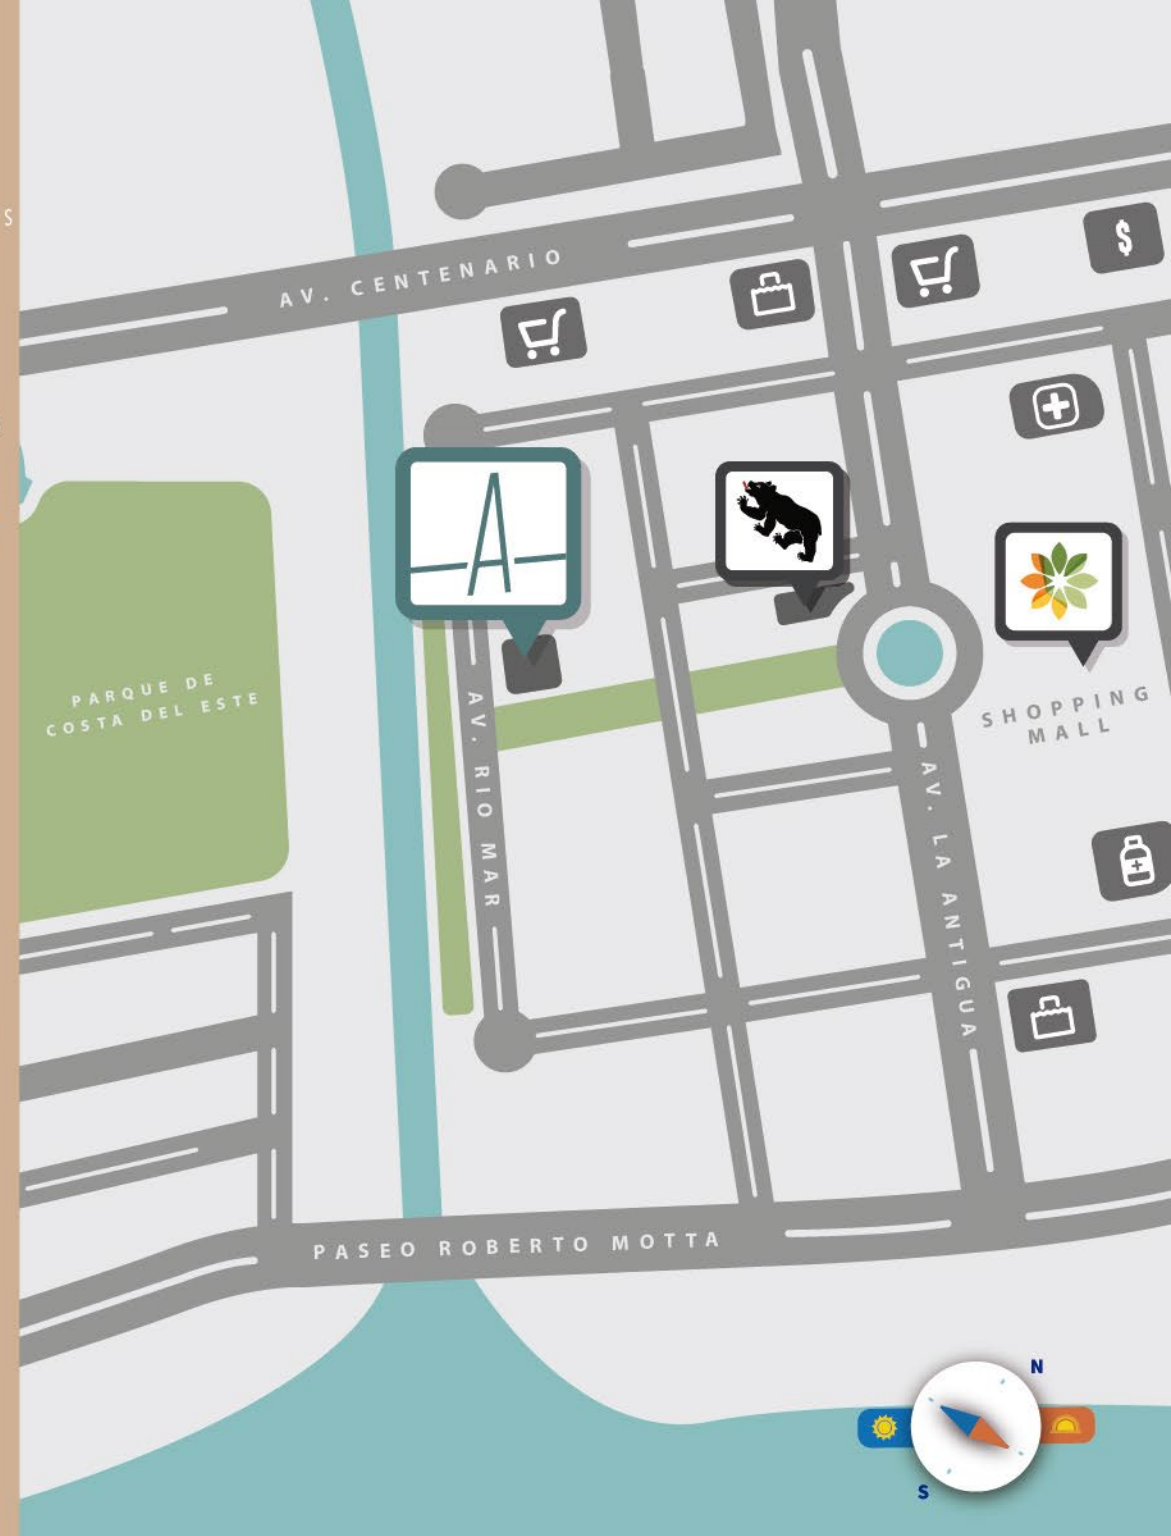 S
$
AV. CENTENARIO
A
PARQUE DE
COSTA DEL ESTE
AV. RIO MAR
SHOPPING
MALL
AV. LA ANTIGUA
PASEO ROBERTO MOTTA
N
S